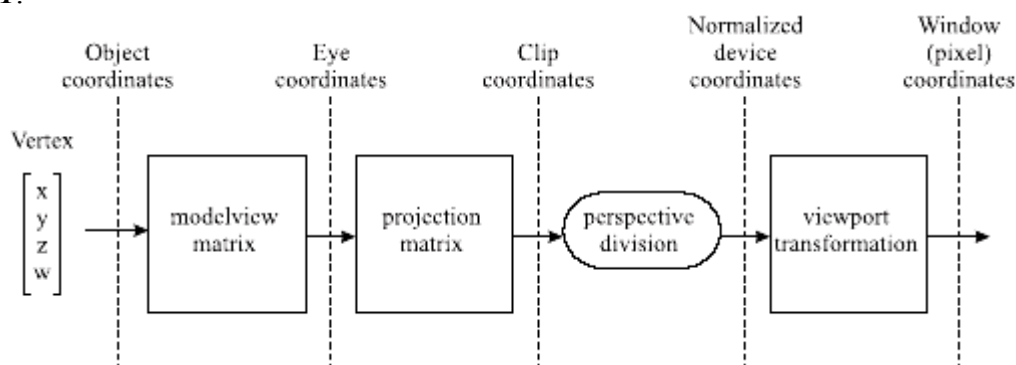 Object
coordinates
Eye
coordinates
Clip
coordinates
Normalized
device
coordinates
Window
(pixel)
coordinates
Vertex
x
y
z
w
modelview
matrix
projection
matrix
perspective
division
viewport
transformation